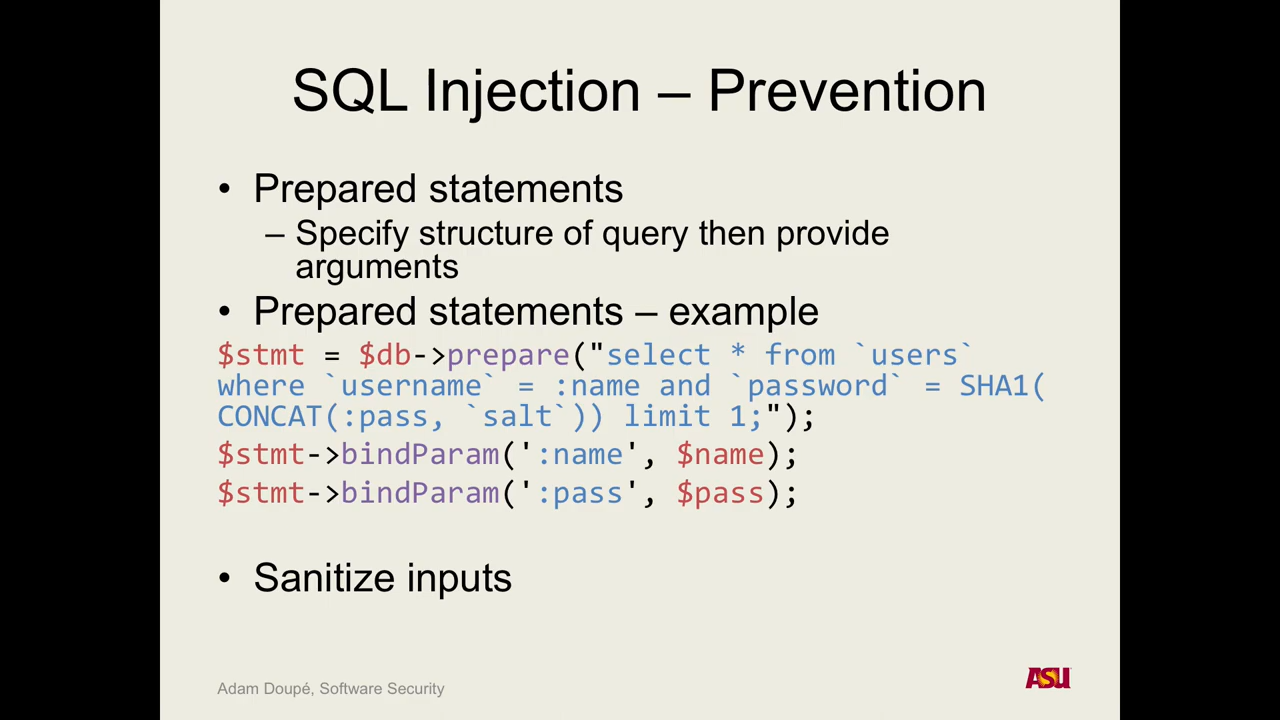 SQL Injection – Prevention
• Prepared statements
– Specify structure of query then provide
arguments
• Prepared statements – example
$stmt = $db->prepare("select * from `users`
where `username` = :name and `password` = SHA1(
CONCAT(:pass, `salt`)) limit 1;");
$stmt->bindParam(':name', $name);
$stmt->bindParam(':pass', $pass);
• Sanitize inputs
Adam Doupé, Software Security
ASU